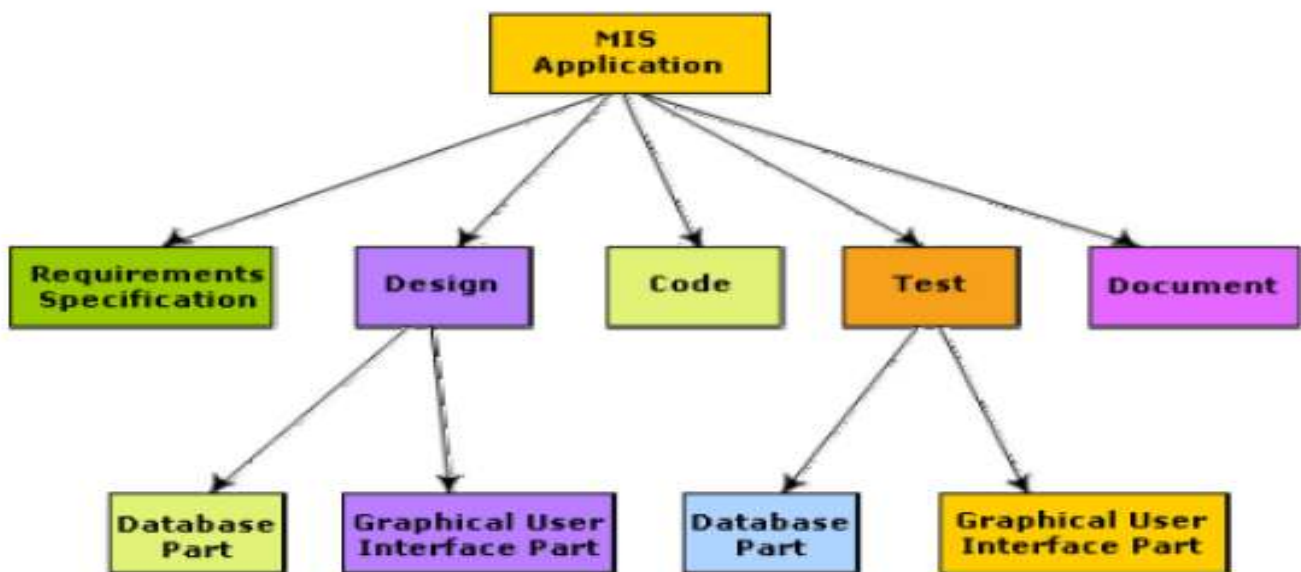 MIS
Application
Requirements
Specification
Design
Code
Test
Document
Database
Part
Graphical User
Interface Part
Database
Part
Graphical User
Interface Part